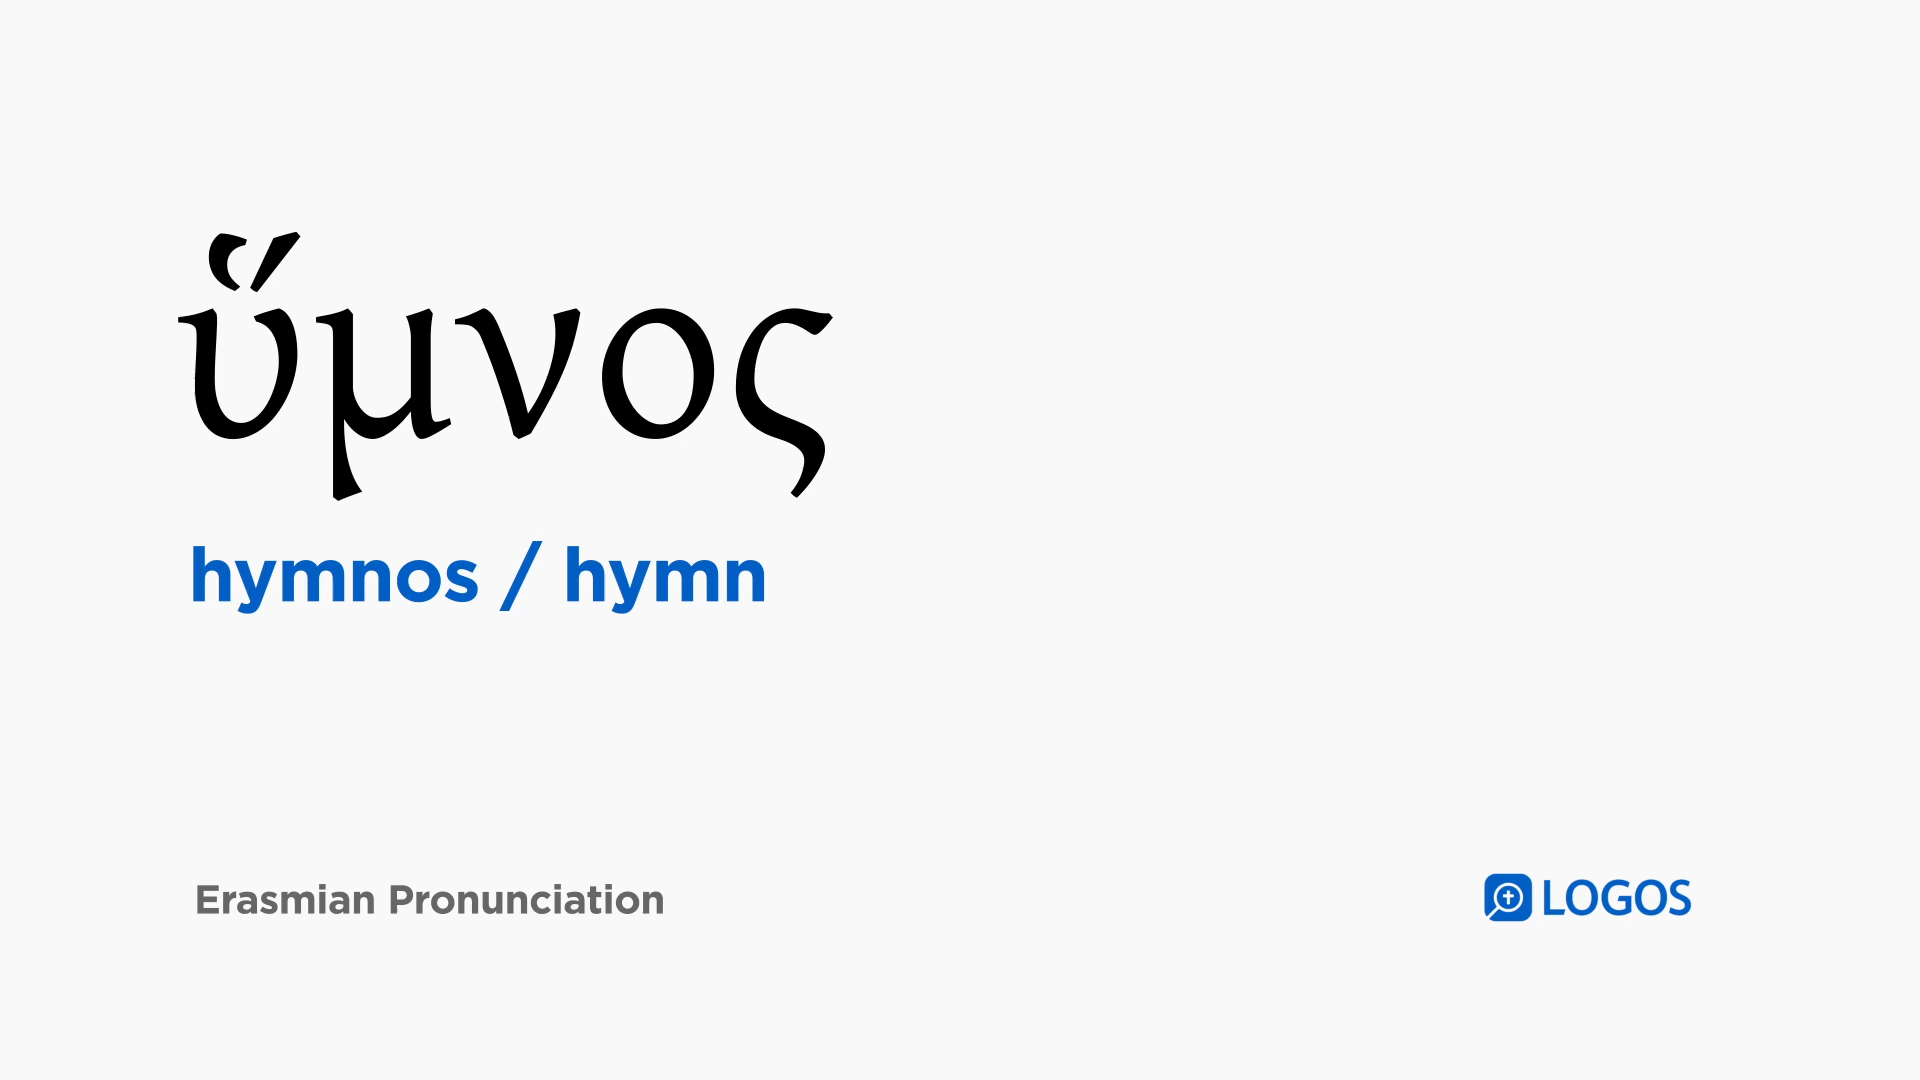 ὕμνος
hymnos / hymn
Erasmian Pronunciation
LOGOS